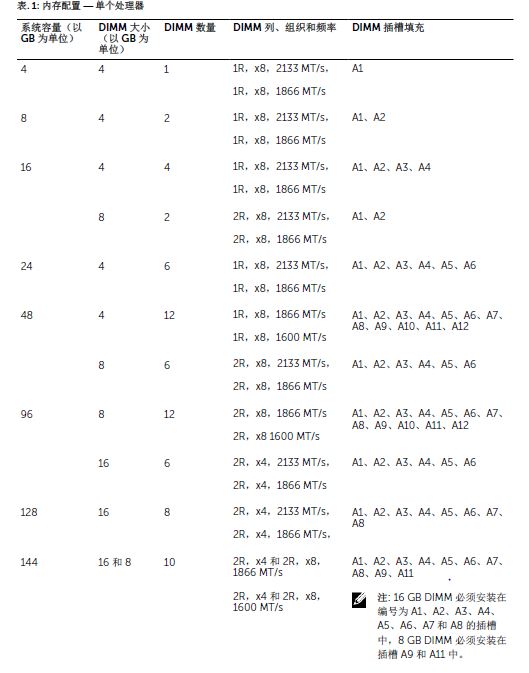 表. 1: 内存配置 — 单个处理器
系统容量（以 GB 为单位） DIMM 大小（以 GB 为单位） DIMM 数量 DIMM 列、组织和频率 DIMM 插槽填充
4 4 1 1R，x8，2133 MT/s， A1
1R，x8，1866 MT/s
8 4 2 1R，x8，2133 MT/s， A1、A2
1R，x8，1866 MT/s
16 4 4 1R，x8，2133 MT/s， A1、A2、A3、A4
1R，x8，1866 MT/s
8 2 2R，x8，2133 MT/s， A1、A2
2R，x8，1866 MT/s
24 4 6 1R，x8，2133 MT/s， A1、A2、A3、A4、A5、A6
1R，x8，1866 MT/s
48 4 12 1R，x8，1866 MT/s A1、A2、A3、A4、A5、A6、A7、
1R，x8，1600 MT/s A8、A9、A10、A11、A12
8 6 2R，x8，2133 MT/s， A1、A2、A3、A4、A5、A6
2R，x8，1866 MT/s
96 8 12 2R，x8，1866 MT/s A1、A2、A3、A4、A5、A6、A7、
2R，x8 1600 MT/s A8、A9、A10、A11、A12
16 6 2R，x4，2133 MT/s， A1、A2、A3、A4、A5、A6
2R，x4，1866 MT/s
128 16 8 2R，x4，2133 MT/s， A1、A2、A3、A4、A5、A6、A7、
2R，x4，1866 MT/s， A8
144 16 和 8 10 2R，x4 和 2R，x8， A1、A2、A3、A4、A5、A6、A7、
1866 MT/s A8、A9、A11
2R，x4 和 2R，x8，
1600 MT/s
注: 16 GB DIMM 必须安装在
编号为 A1、A2、A3、A4、
A5、A6、A7 和 A8 的插槽
中，8 GB DIMM 必须安装在
插槽 A9 和 A11 中。